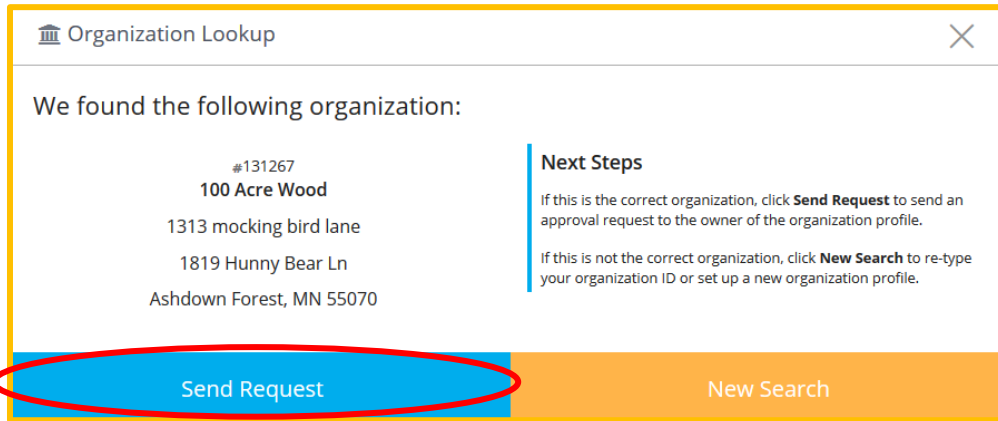 Organization Lookup
We found the following organization:
#131267
100 Acre Wood
1313 mocking bird lane
1819 Hunny Bear Ln
Ashdown Forest, MN 55070
Next Steps
If this is the correct organization, click Send Request to send an
approval request to the owner of the organization profile.
If this is not the correct organization, click New Search to re-type
your organization ID or set up a new organization profile.
Send Request
New Search